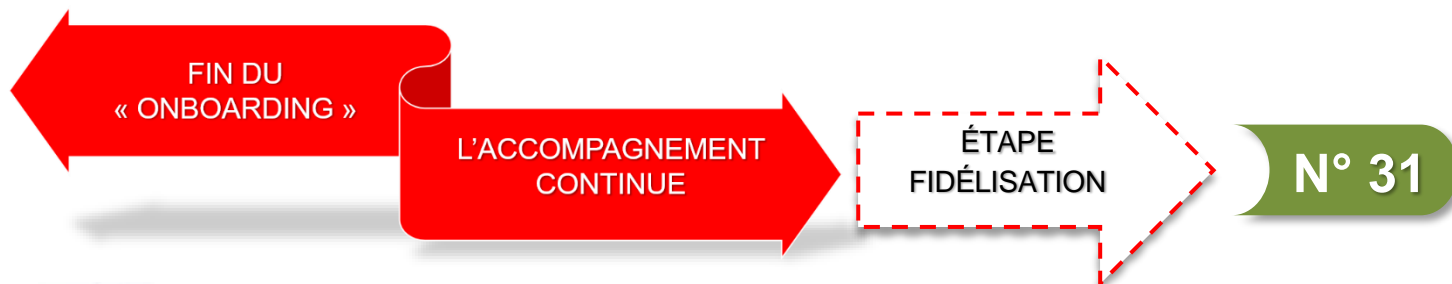 FIN DU
« ONBOARDING »
L’ACCOMPAGNEMENT
CONTINUE
ÉTAPE
FIDÉLISATION
N° 31